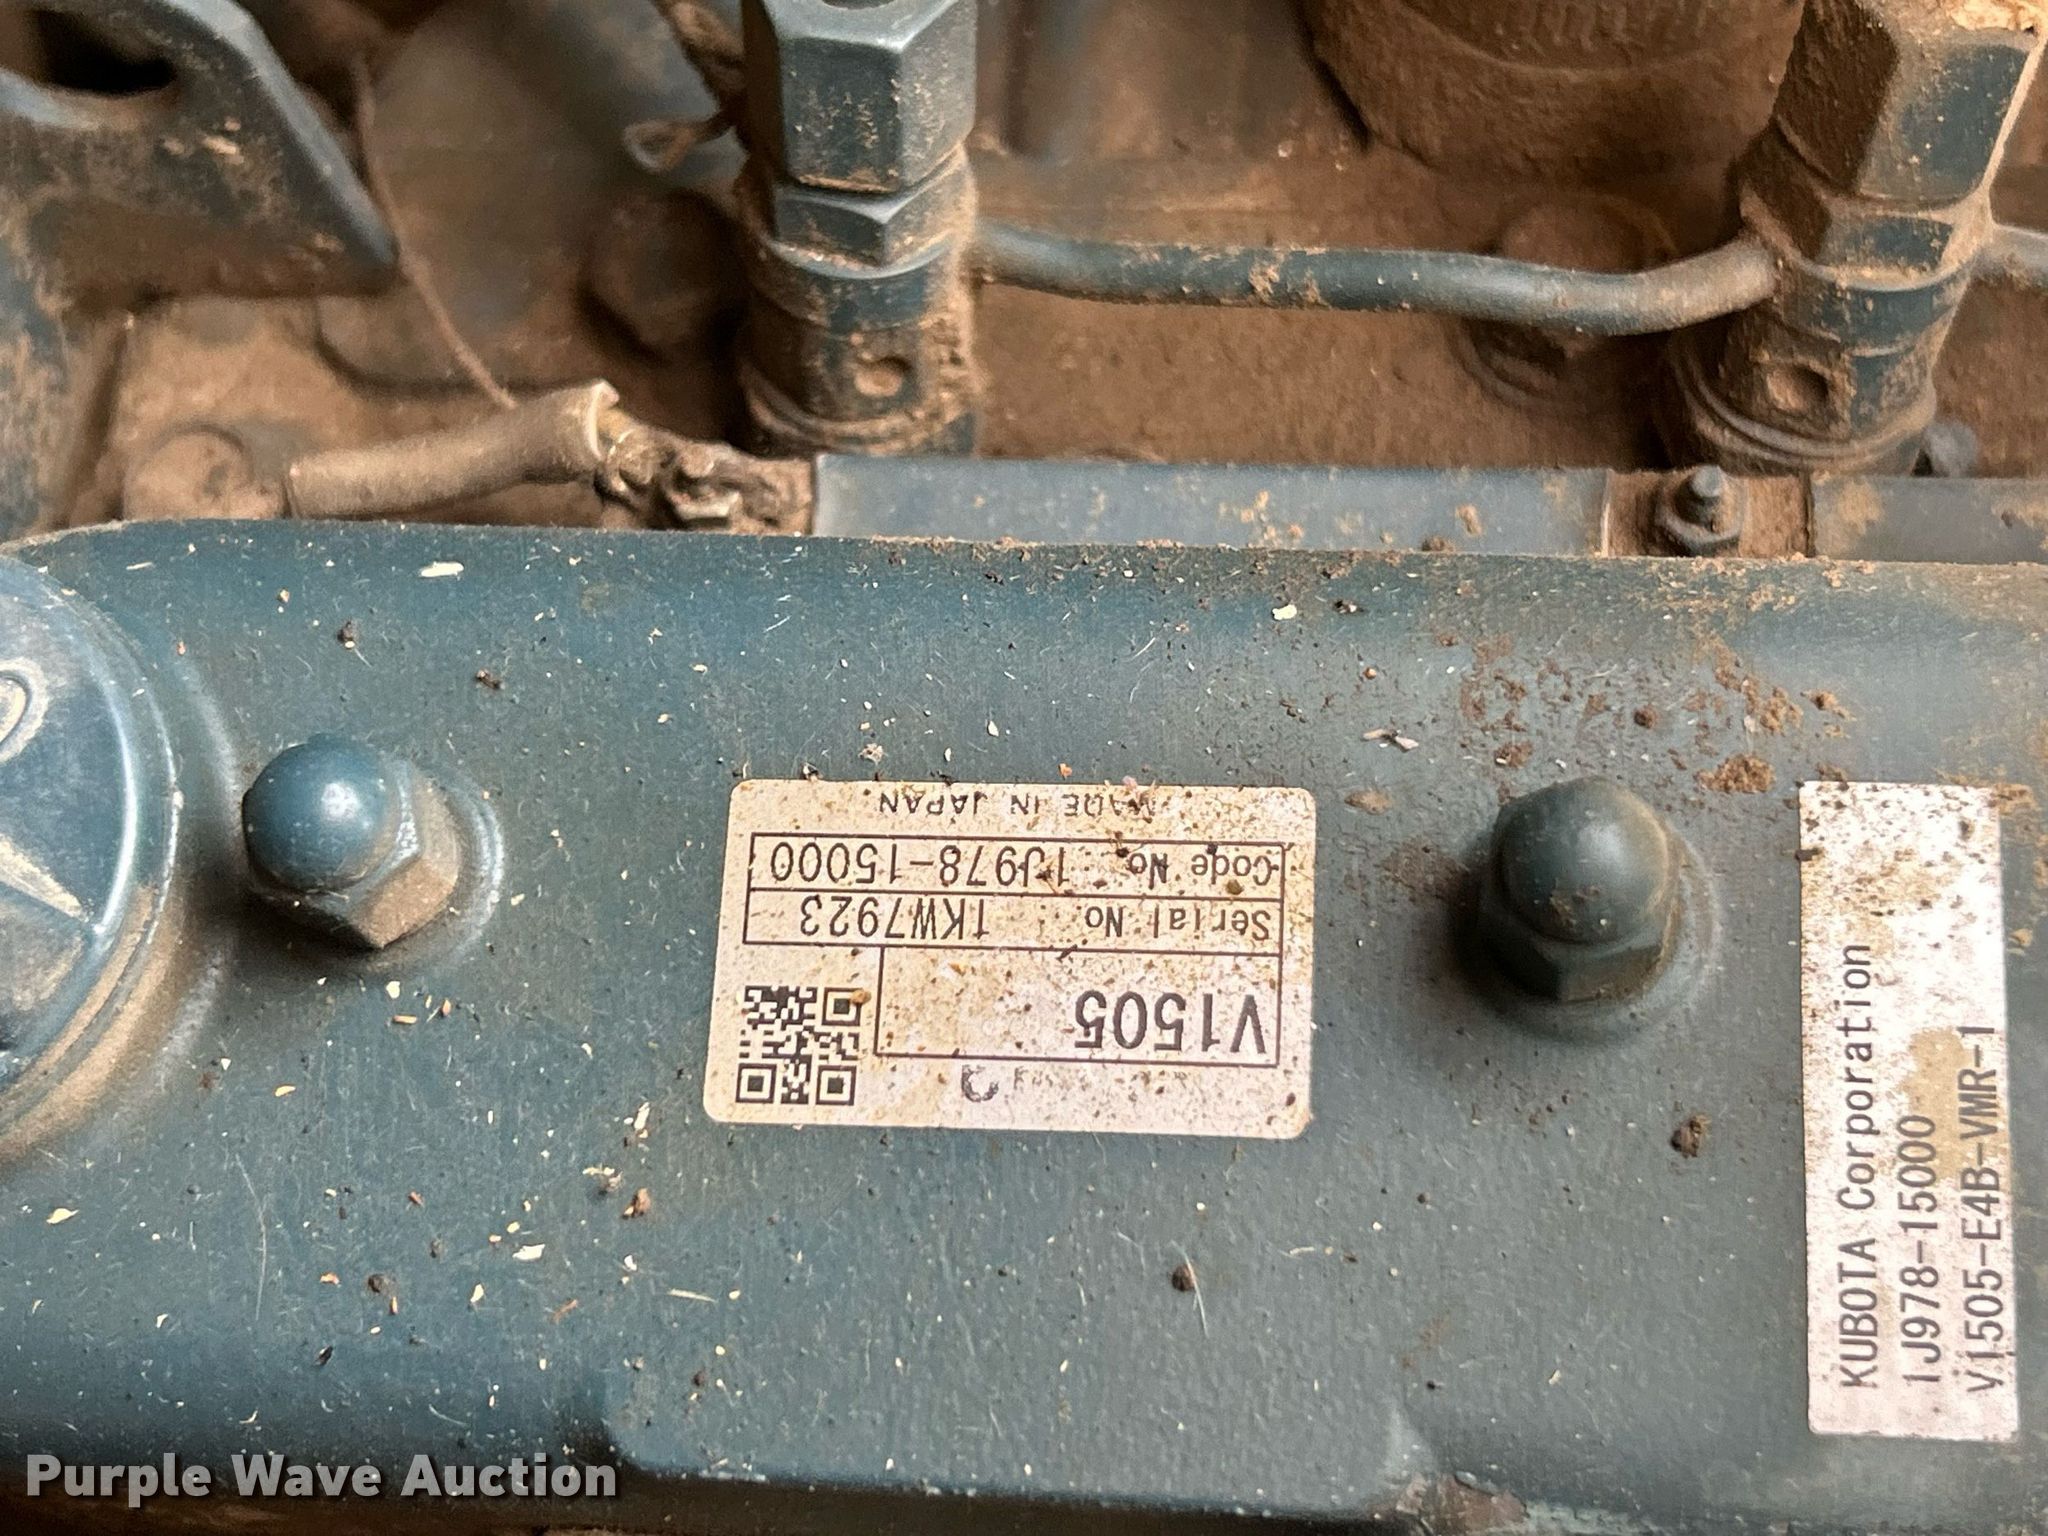 V1505
Serial No. 1KW7923
Code No. 1J978-15000
MADE IN JAPAN
KUBOTA Corporation
1J978-15000
V1505-E4B-VMR-1
Purple Wave Auction